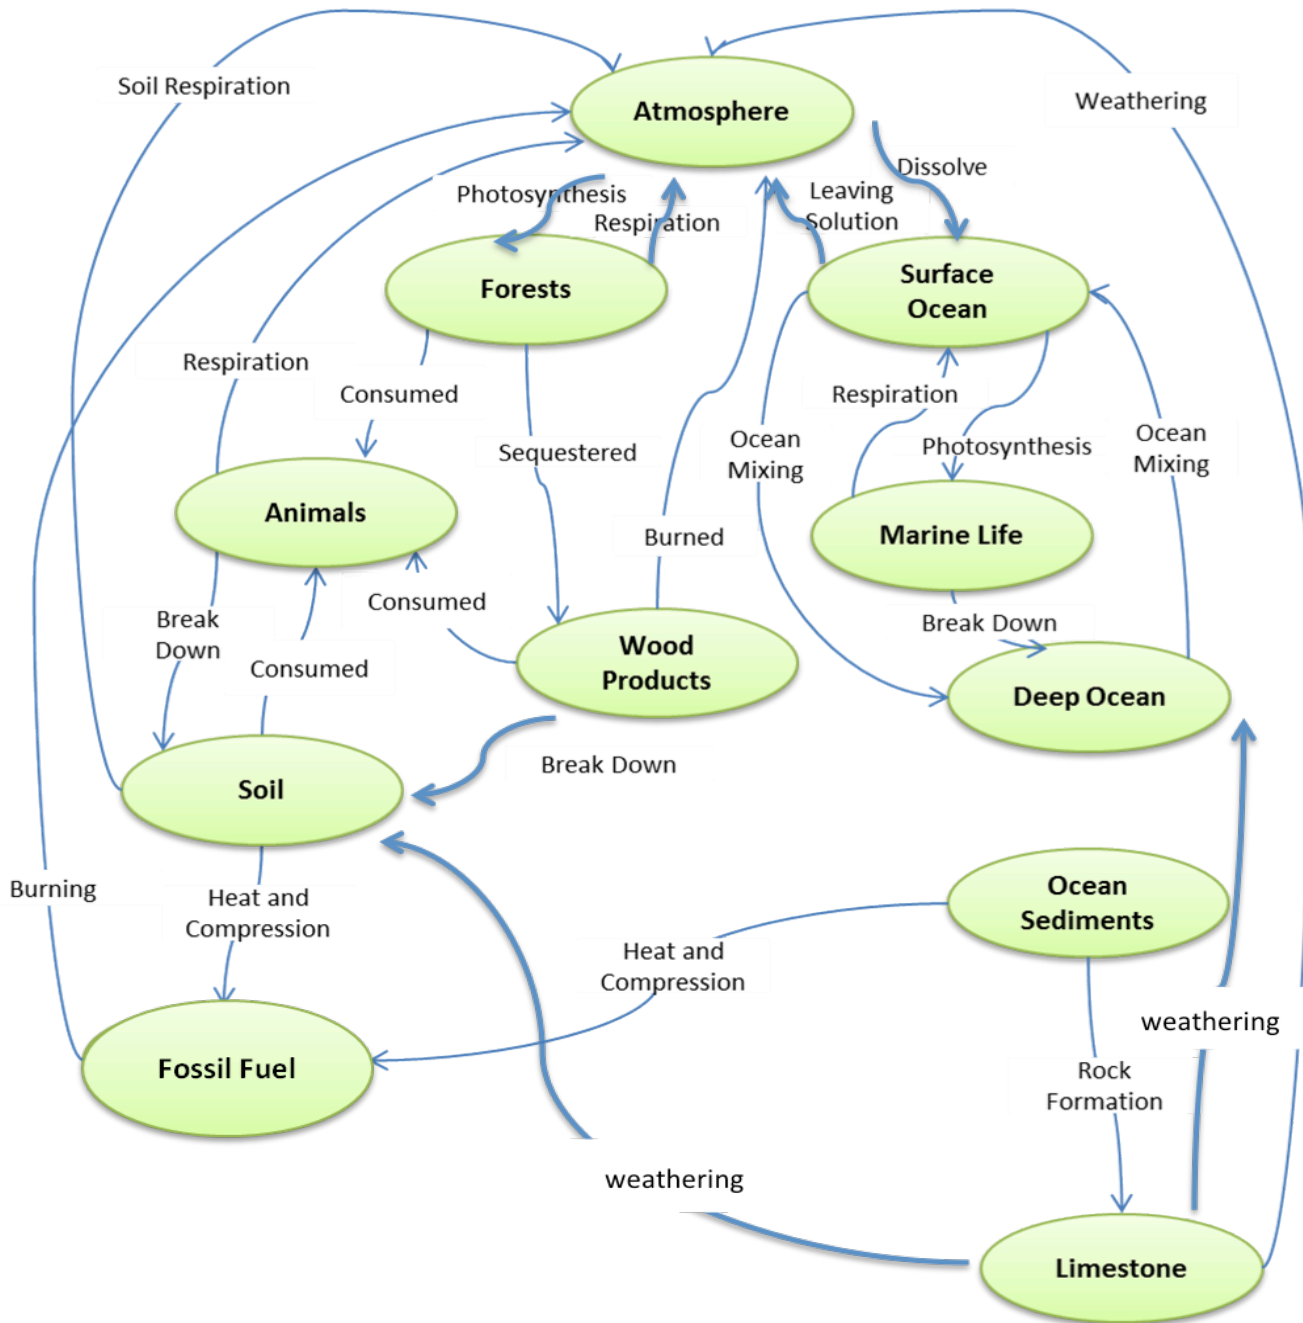 Soil Respiration
Atmosphere
Weathering
Dissolve
Photosynthesis
Respiration
Leaving
Solution
Forests
Surface
Ocean
Respiration
Consumed
Respiration
Sequestered
Ocean
Mixing
Photosynthesis
Ocean
Mixing
Animals
Burned
Marine Life
Consumed
Break
Down
Consumed
Wood
Products
Break Down
Deep Ocean
Break Down
Soil
Burning
Heat and
Compression
Ocean
Sediments
Heat and
Compression
weathering
Fossil Fuel
Rock
Formation
weathering
Limestone